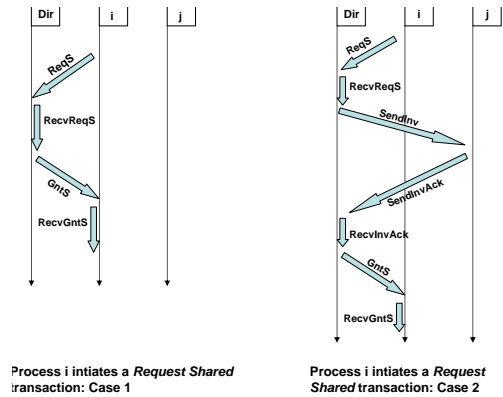 Dir
i
j
ReqS
RecvReqS
GntS
RecvGntS
Process i intiates a Request Shared
transaction: Case 1
Dir
i
j
ReqS
RecvReqS
SendInv
SendInvAck
RecvInvAck
GntS
RecvGntS
Process i intiates a Request
Shared transaction: Case 2